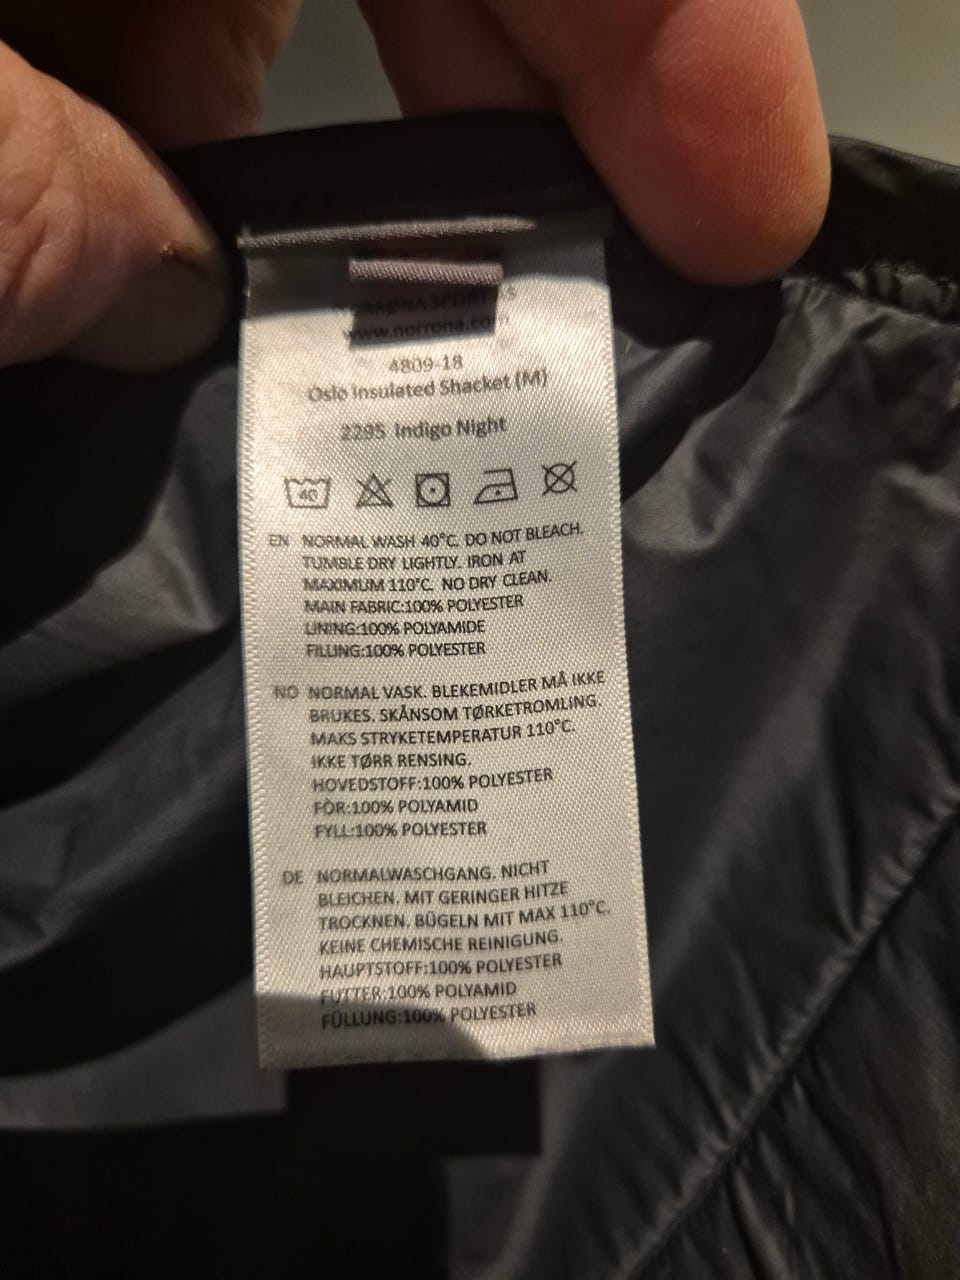 NORRØNA SPORT AS
www.norrona.com
4809-18
Oslo Insulated Shacket (M)
2295 Indigo Night
40
EN NORMAL WASH 40°C. DO NOT BLEACH.
TUMBLE DRY LIGHTLY. IRON AT
MAXIMUM 110°C. NO DRY CLEAN.
MAIN FABRIC:100% POLYESTER
LINING:100% POLYAMIDE
FILLING:100% POLYESTER
NO NORMAL VASK. BLEKEMIDLER MÅ IKKE
BRUKES. SKÅNSOM TØRKETROMLING.
MAKS STRYKETEMPERATUR 110°C.
IKKE TØRR RENSING.
HOVEDSTOFF:100% POLYESTER
FÒR:100% POLYAMID
FYLL:100% POLYESTER
DE NORMALWASCHGANG. NICHT
BLEICHEN. MIT GERINGER HITZE
TROCKNEN. BÜGELN MIT MAX 110°C.
KEINE CHEMISCHE REINIGUNG.
HAUPTSTOFF:100% POLYESTER
FUTTER:100% POLYAMID
FÜLLUNG:100% POLYESTER